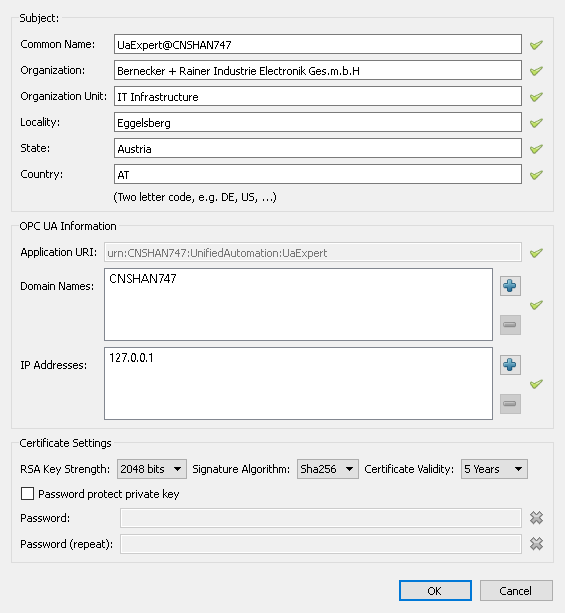 Subject:
Common Name: UaExpert@CNSHAN747
Organization: Bernecker + Rainer Industrie Electronik Ges.m.b.H
Organization Unit: IT Infrastructure
Locality: Eggelsberg
State: Austria
Country: AT
(Two letter code, e.g. DE, US, ...)
OPC UA Information
Application URI: urn:CNSHAN747:UnifiedAutomation:UaExpert
Domain Names: CNSHAN747
IP Addresses: 127.0.0.1
Certificate Settings
RSA Key Strength: 2048 bits Signature Algorithm: Sha256 Certificate Validity: 5 Years
Password protect private key
Password:
Password (repeat):
OK Cancel